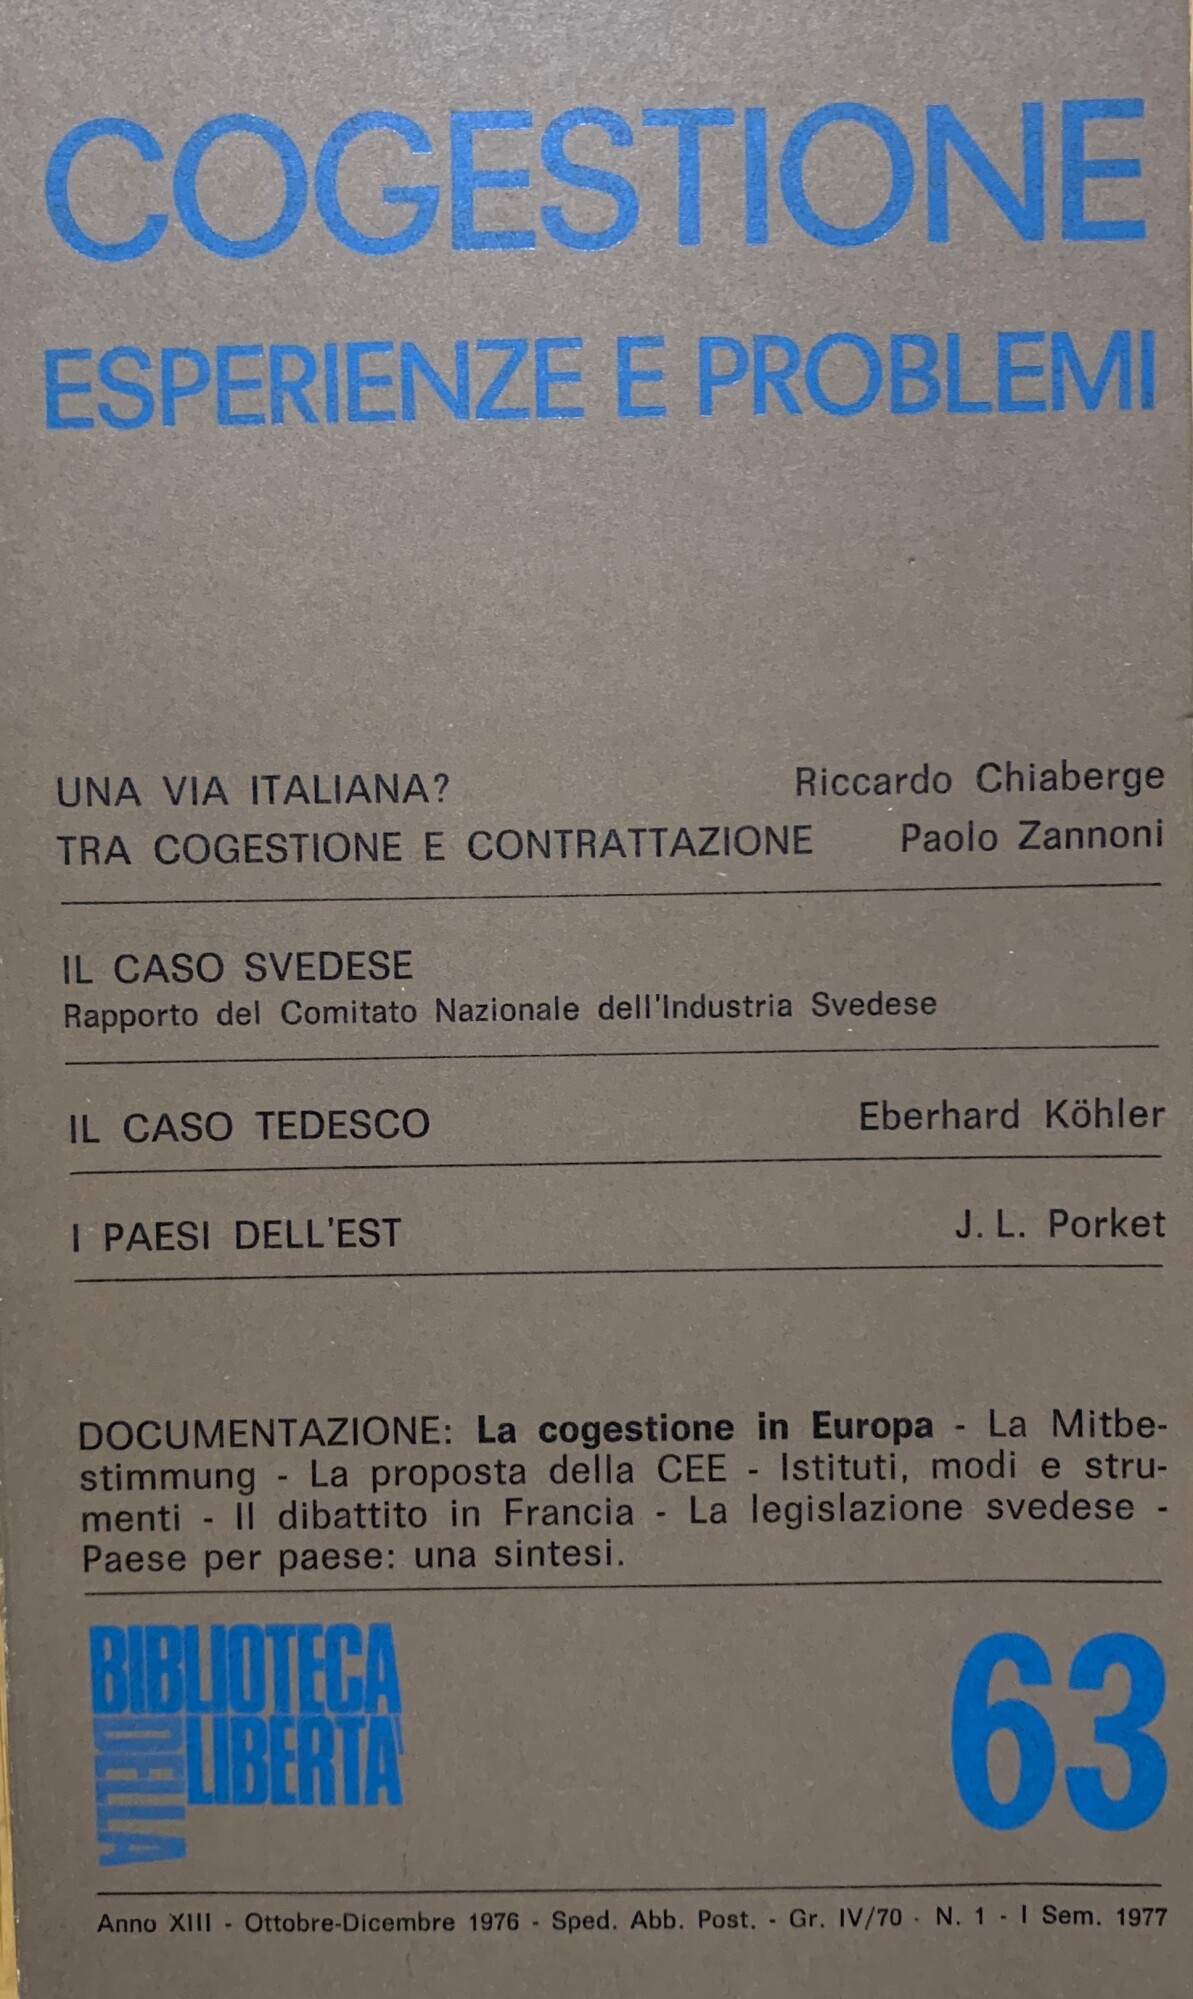 COGESTIONE
ESPERIENZE E PROBLEMI
UNA VIA ITALIANA? Riccardo Chiaberge
TRA COGESTIONE E CONTRATTAZIONE Paolo Zannoni
IL CASO SVEDESE
Rapporto del Comitato Nazionale dell'Industria Svedese
IL CASO TEDESCO Eberhard Köhler
I PAESI DELL'EST J. L. Porket
DOCUMENTAZIONE: La cogestione in Europa - La Mitbe-
stimmung - La proposta della CEE - Istituti, modi e stru-
menti - Il dibattito in Francia - La legislazione svedese -
Paese per paese: una sintesi.
BIBLIOTECA
DELLA
LIBERTA'
63
Anno XIII - Ottobre-Dicembre 1976 - Sped. Abb. Post. - Gr. IV/70 - N. 1 - I Sem. 1977